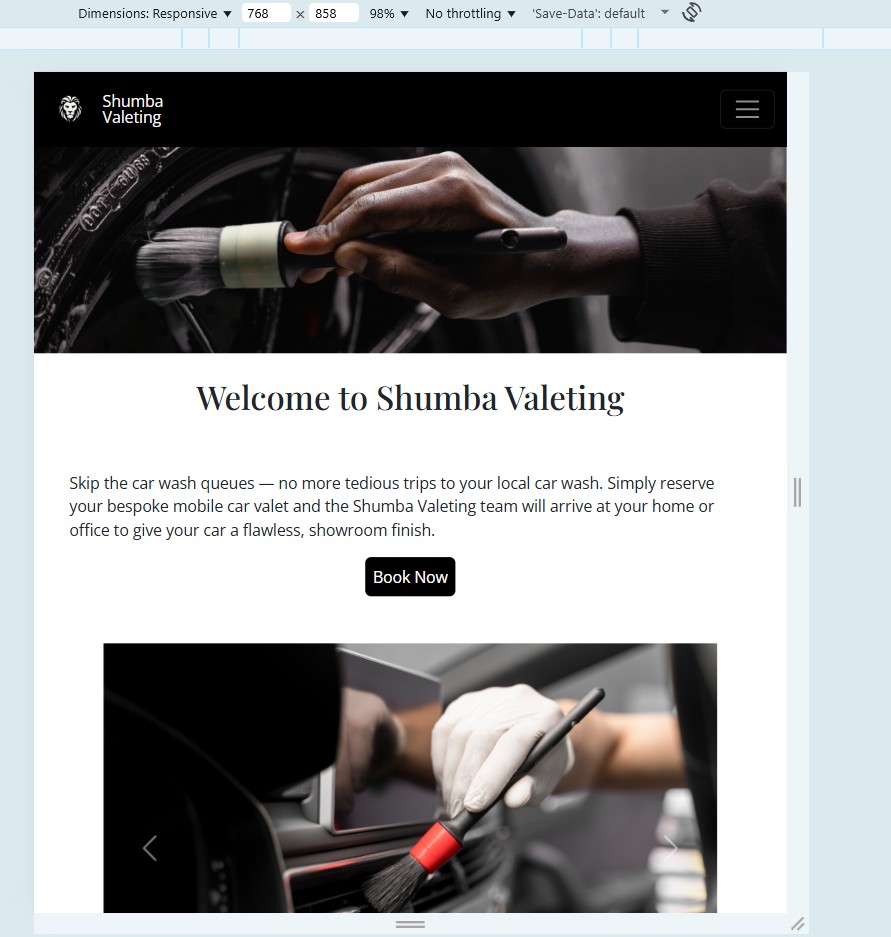 Dimensions: Responsive ▼ 768 × 858 98% ▼ No throttling ▼ 'Save-Data': default
Shumba
Valeting
Welcome to Shumba Valeting
Skip the car wash queues — no more tedious trips to your local car wash. Simply reserve
your bespoke mobile car valet and the Shumba Valeting team will arrive at your home or
office to give your car a flawless, showroom finish.
Book Now